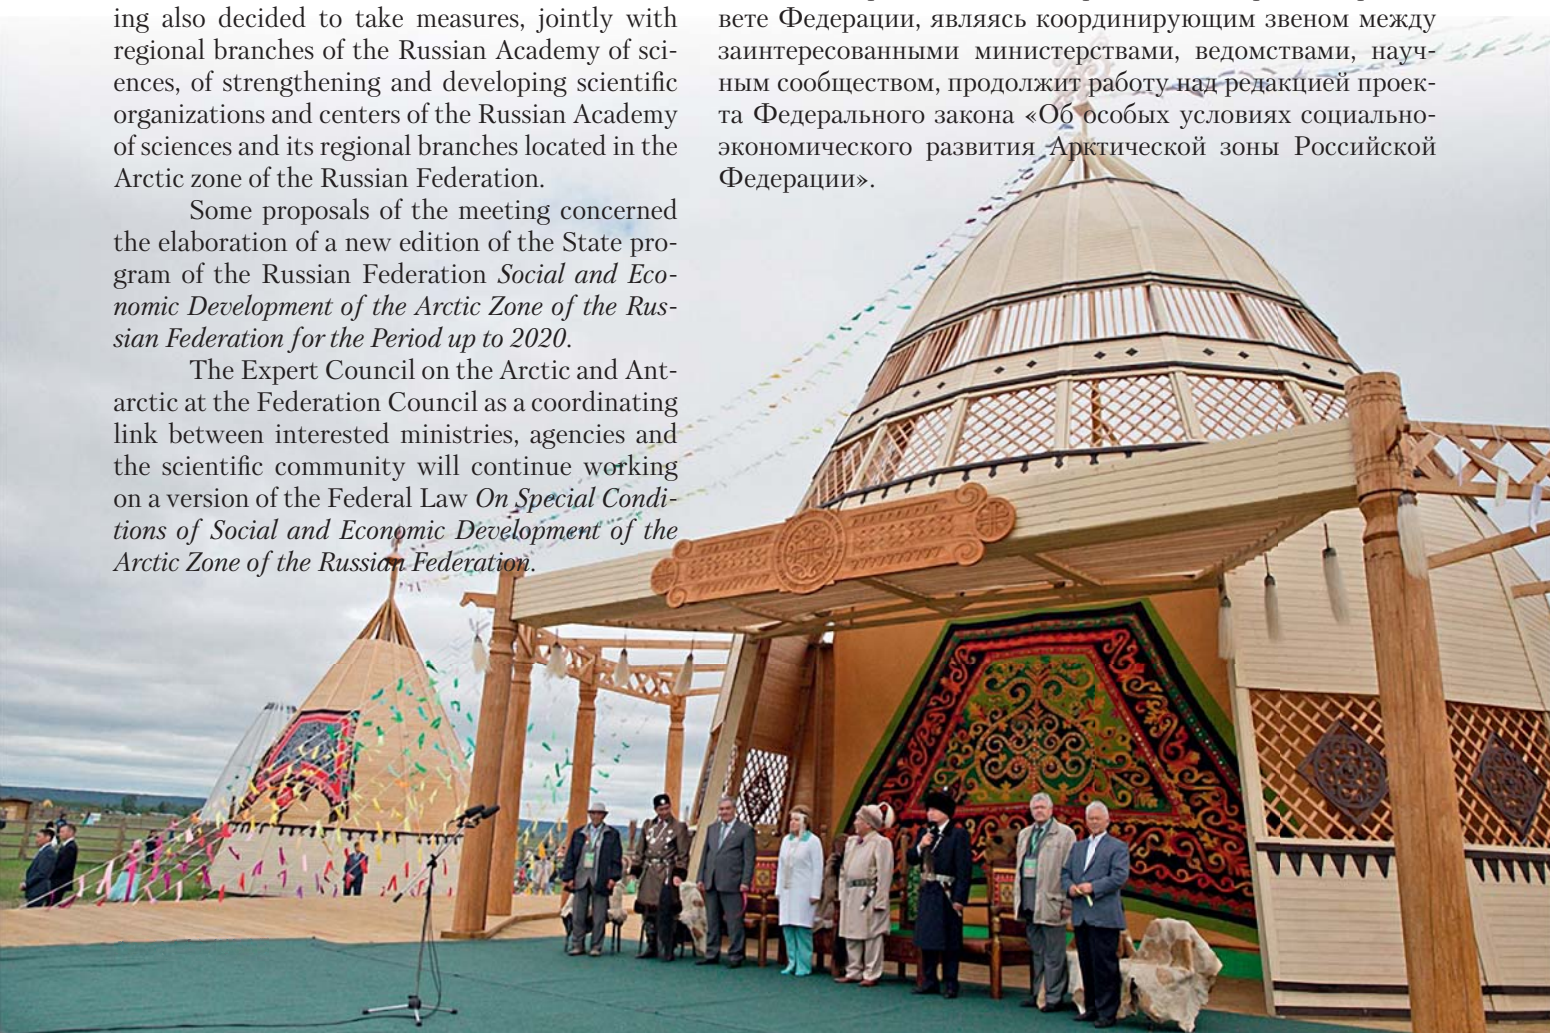 ing also decided to take measures, jointly with
regional branches of the Russian Academy of sci-
ences, of strengthening and developing scientific
organizations and centers of the Russian Academy
of sciences and its regional branches located in the
Arctic zone of the Russian Federation.
Some proposals of the meeting concerned
the elaboration of a new edition of the State pro-
gram of the Russian Federation Social and Eco-
nomic Development of the Arctic Zone of the Rus-
sian Federation for the Period up to 2020.
The Expert Council on the Arctic and Ant-
arctic at the Federation Council as a coordinating
link between interested ministries, agencies and
the scientific community will continue working
on a version of the Federal Law On Special Condi-
tions of Social and Economic Development of the
Arctic Zone of the Russian Federation.
вете Федерации, являясь координирующим звеном между
заинтересованными министерствами, ведомствами, науч-
ным сообществом, продолжит работу над редакцией проек-
та Федерального закона «Об особых условиях социально-
экономического развития Арктической зоны Российской
Федерации».